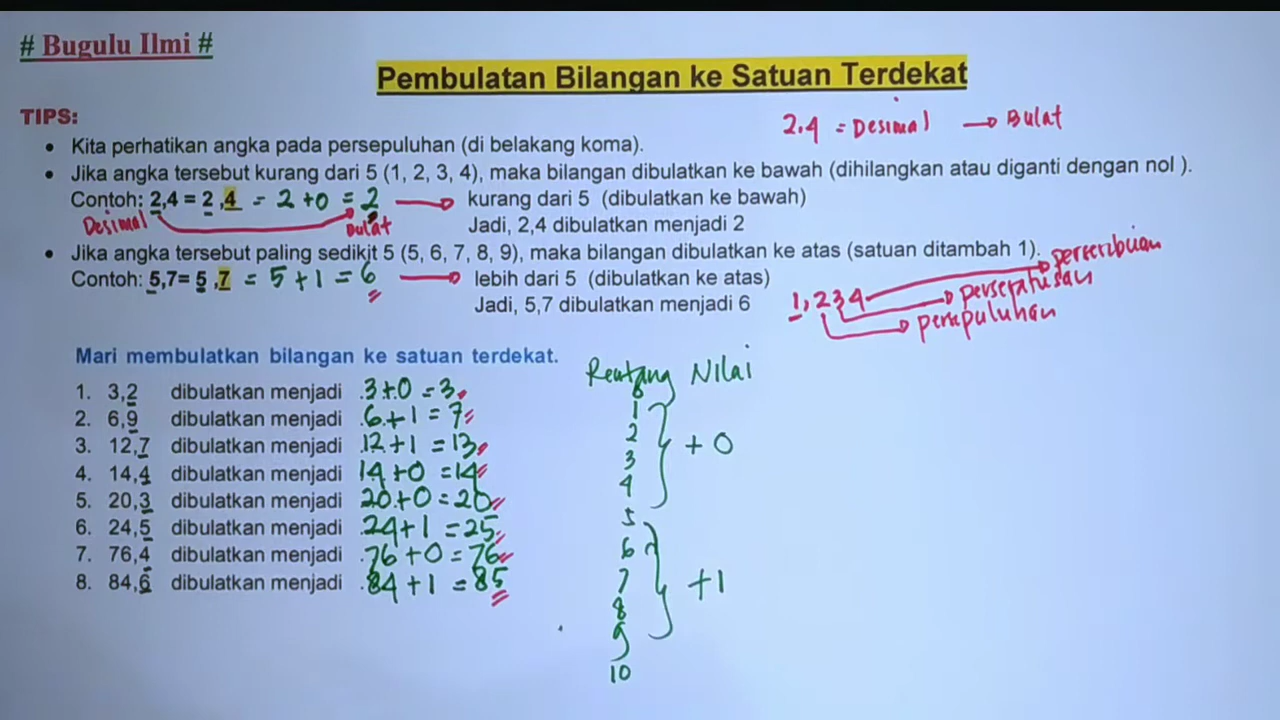 # Bugulu Ilmi #
Pembulatan Bilangan ke Satuan Terdekat
TIPS:
2.4 = Desimal → Bulat
• Kita perhatikan angka pada persepuluhan (di belakang koma).
• Jika angka tersebut kurang dari 5 (1, 2, 3, 4), maka bilangan dibulatkan ke bawah (dihilangkan atau diganti dengan nol ).
Contoh: 2,4 = 2 ,4 = 2 + 0 = 2 → kurang dari 5 (dibulatkan ke bawah)
Desimal Bulat Jadi, 2,4 dibulatkan menjadi 2
• Jika angka tersebut paling sedikit 5 (5, 6, 7, 8, 9), maka bilangan dibulatkan ke atas (satuan ditambah 1).
Contoh: 5,7= 5 ,7 = 5 + 1 = 6 → lebih dari 5 (dibulatkan ke atas)
Jadi, 5,7 dibulatkan menjadi 6
1,234
perseribuan
perseratusan
persepuluhan
Mari membulatkan bilangan ke satuan terdekat.
1. 3,2 dibulatkan menjadi 3+0 = 3
2. 6,9 dibulatkan menjadi 6+1 = 7
3. 12,7 dibulatkan menjadi 12+1 = 13
4. 14,4 dibulatkan menjadi 14+0 = 14
5. 20,3 dibulatkan menjadi 20+0 = 20
6. 24,5 dibulatkan menjadi 24+1 = 25
7. 76,4 dibulatkan menjadi 76+0 = 76
8. 84,6 dibulatkan menjadi 84+1 = 85
Rentang Nilai
0
1
2
3
4
+ 0
5
6
7
8
9
+1
10